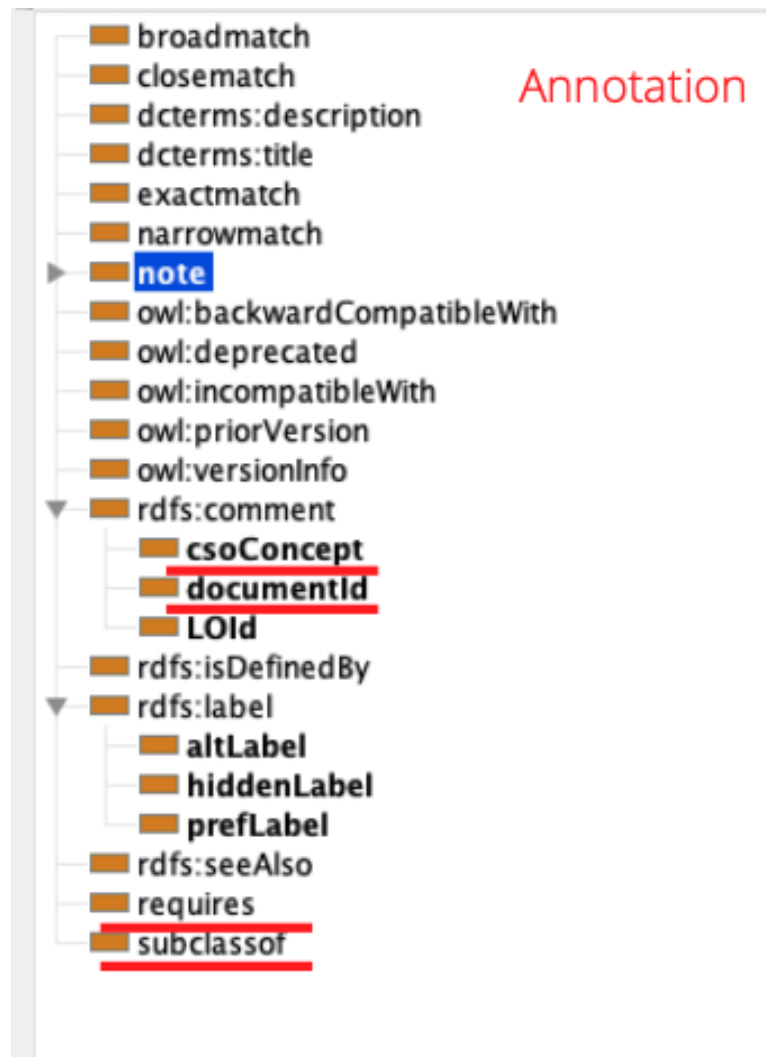 broadmatch
closematch
Annotation
dcterms:description
dcterms:title
exactmatch
narrowmatch
note
owl:backwardCompatibleWith
owl:deprecated
owl:incompatibleWith
owl:priorVersion
owl:versionInfo
rdfs:comment
csoConcept
documentId
LOId
rdfs:isDefinedBy
rdfs:label
altLabel
hiddenLabel
prefLabel
rdfs:seeAlso
requires
subclassof